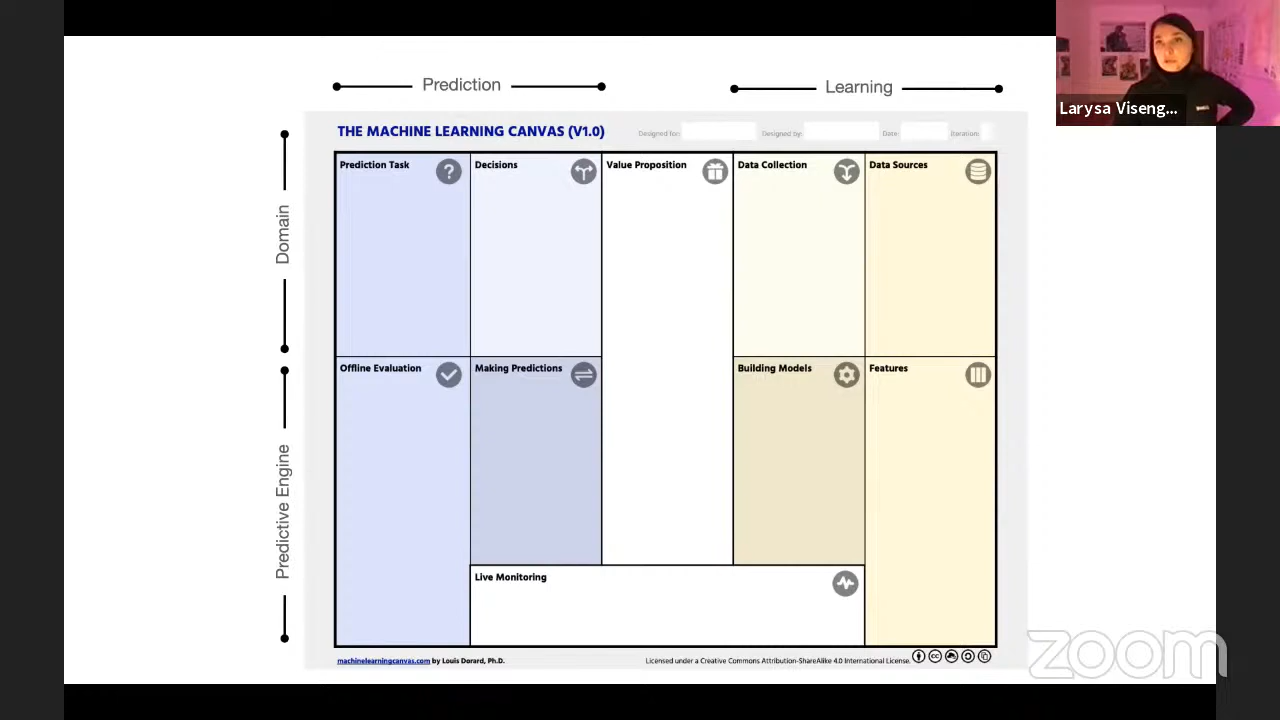 Prediction
Learning
Larysa Viseng...
THE MACHINE LEARNING CANVAS (V1.0)
Designed for:
Designed by:
Date:
Iteration:
Domain
Predictive Engine
Prediction Task
Decisions
Value Proposition
Data Collection
Data Sources
Offline Evaluation
Making Predictions
Building Models
Features
Live Monitoring
machinelearningcanvas.com by Louis Dorard, Ph.D.
Licensed under a Creative Commons Attribution-ShareAlike 4.0 International License.
zoom